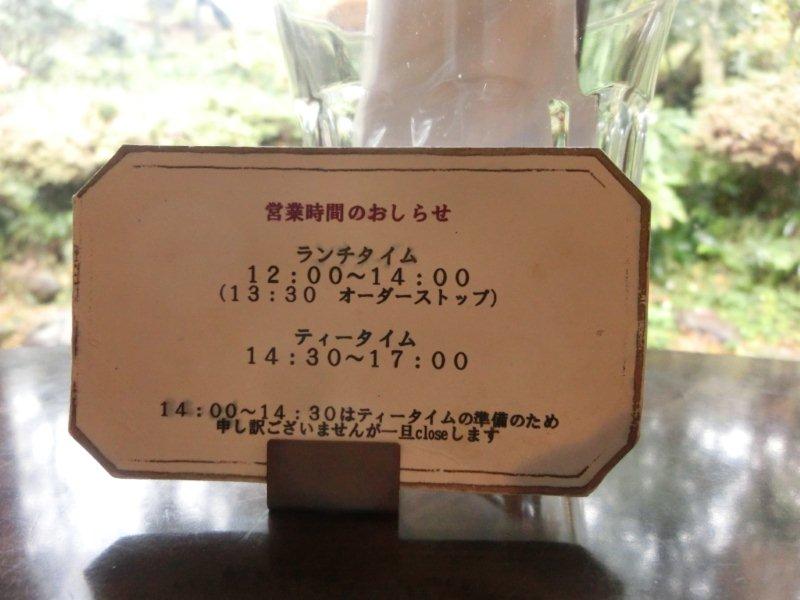 営業時間のおしらせ
ランチタイム
12：00～14：00
（13：30　オーダーストップ）
ティータイム
14：30～17：00
14：00～14：30はティータイムの準備のため
申し訳ございませんが一旦closeします